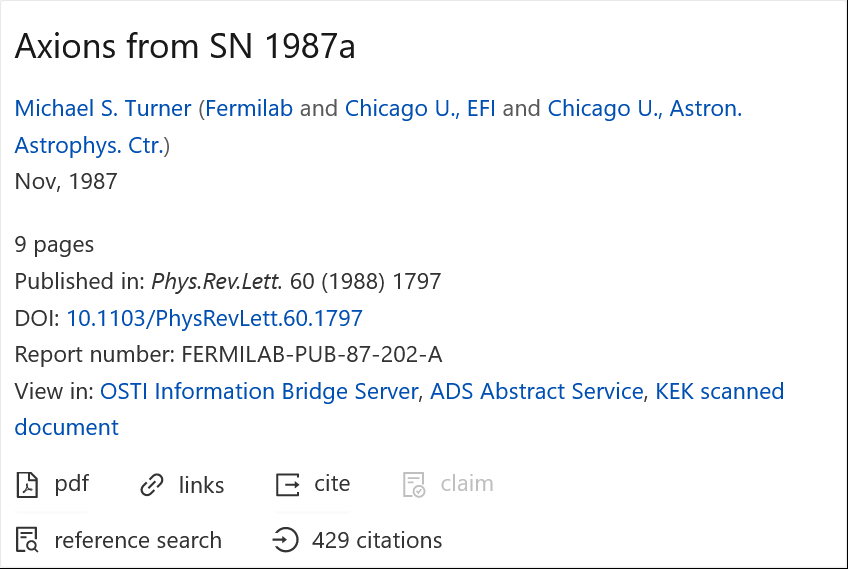 Axions from SN 1987a
Michael S. Turner (Fermilab and Chicago U., EFI and Chicago U., Astron.
Astrophys. Ctr.)
Nov, 1987
9 pages
Published in: Phys.Rev.Lett. 60 (1988) 1797
DOI: 10.1103/PhysRevLett.60.1797
Report number: FERMILAB-PUB-87-202-A
View in: OSTI Information Bridge Server, ADS Abstract Service, KEK scanned
document
pdf links cite claim
reference search 429 citations